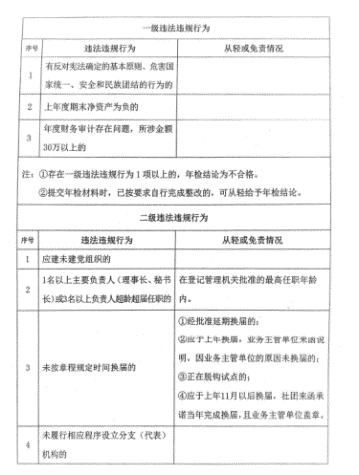 一级违法违规行为
序号 违法违规行为 从轻或免责情况
1 有反对宪法确定的基本原则、危害国
家统一、安全和民族团结的行为的
2 上年度期末净资产为负的
3 年度财务审计存在问题，所涉金额
30万以上的
注：①存在一级违法违规行为1项以上的，年检结论为不合格。
②提交年检材料时，已按要求自行完成整改的，可从轻给予年检结论。
二级违法违规行为
序号 违法违规行为 从轻或免责情况
1 应建未建党组织的
2 1名以上主要负责人（理事长、秘书 在登记管理机关批准的最高任职年龄
长）或3名以上负责人超龄超届任职的 内。
3 未按章程规定时间换届的
①经批准延期换届的；
②应于上年换届，业务主管单位来函说
明，因业务主管单位的原因未换届的；
③正在脱钩试点的；
④应于上年11月以后换届，社团来函承
诺当年完成换届，且业务主管单位盖章。
4 未履行相应程序设立分支（代表）
机构的